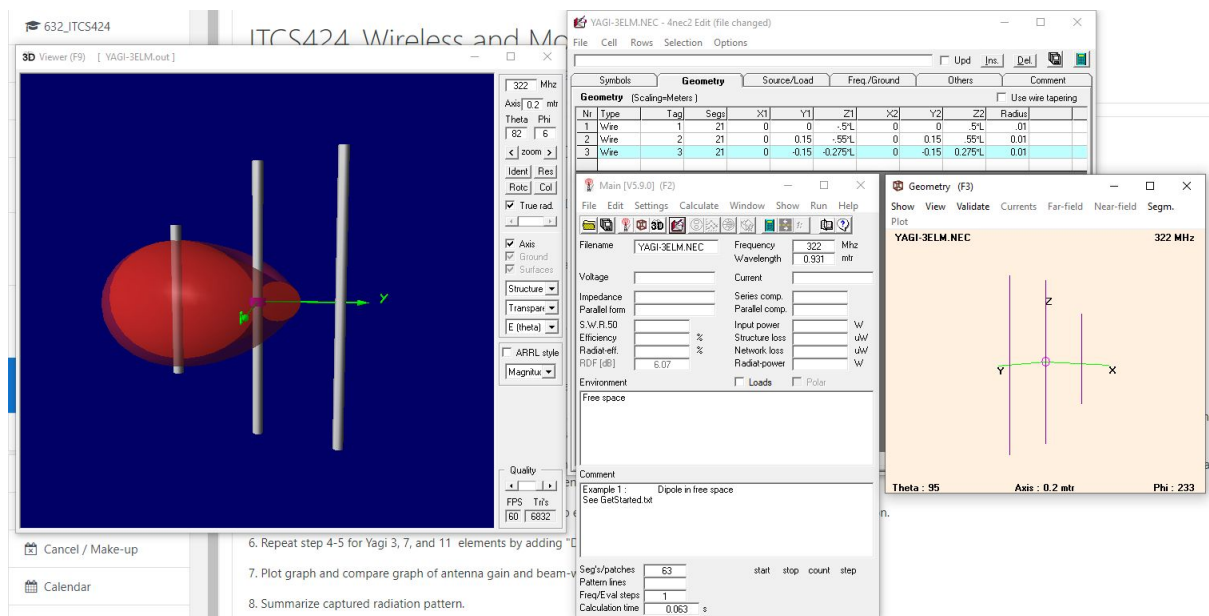 632_ITCS424
ITCS424 Wireless and Mo
3D Viewer (F9) [ YAGI-3ELM.out ]
322 Mhz
Axis 0.2 mtr
Theta Phi
82 6
< zoom >
Ident Res
Rotc Col
True rad.
Axis
Ground
Surfaces
Structure
Transpare
E (theta)
ARRL style
Magnituc
Quality
FPS Tri's
60 6832
Y
YAGI-3ELM.NEC - 4nec2 Edit (file changed)
File Cell Rows Selection Options
Upd Ins. Del.
Symbols Geometry Source/Load Freq./Ground Others Comment
Geometry (Scaling=Meters) Use wire tapering
Nr Type Tag Segs X1 Y1 Z1 X2 Y2 Z2 Radius
1 Wire 1 21 0 0 -.5*L 0 0 .5*L .01
2 Wire 2 21 0 0.15 -.55*L 0 0.15 .55*L 0.01
3 Wire 3 21 0 -0.15 -0.275*L 0 -0.15 0.275*L 0.01
Main [V5.9.0] (F2)
File Edit Settings Calculate Window Show Run Help
3D
Filename YAGI-3ELM.NEC Frequency 322 Mhz
Wavelength 0.931 mtr
Voltage Current
Impedance Series comp.
Parallel form Parallel comp.
S.W.R.50 Input power W
Efficiency % Structure loss uW
Radiat-eff. % Network loss uW
RDF [dB] 6.07 Radiat-power W
Environment Loads Polar
Free space
Comment
Example 1 : Dipole in free space
See GetStarted.txt
Seg's/patches 63 start stop count step
Pattern lines
Freq/Eval steps 1
Calculation time 0.063 s
Geometry (F3)
Show View Validate Currents Far-field Near-field Segm.
Plot
YAGI-3ELM.NEC 322 MHz
Z
Y X
Theta : 95 Axis : 0.2 mtr Phi : 233
n.
Cancel / Make-up
Calendar
6. Repeat step 4-5 for Yagi 3, 7, and 11 elements by adding "D
7. Plot graph and compare graph of antenna gain and beam-v
8. Summarize captured radiation pattern.